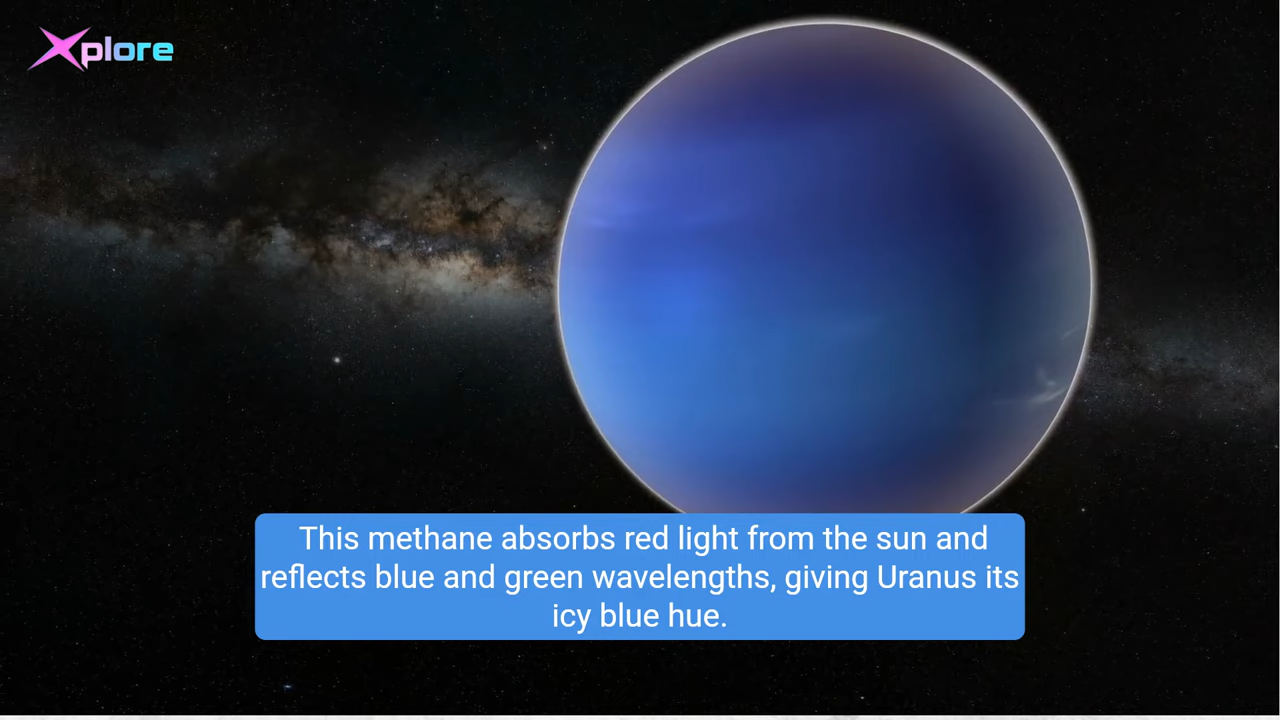 Xplore
This methane absorbs red light from the sun and
reflects blue and green wavelengths, giving Uranus its
icy blue hue.